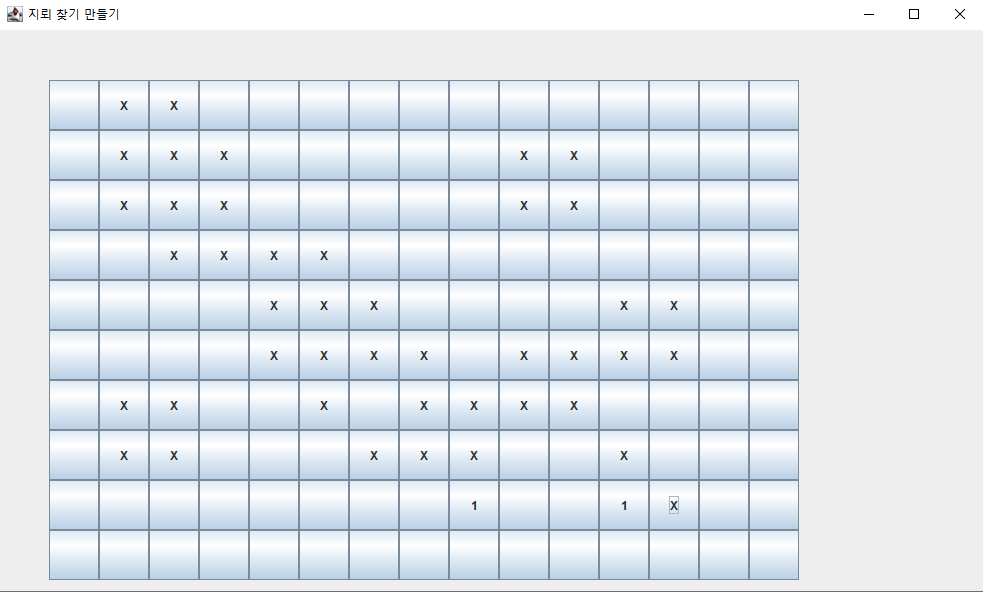 지뢰 찾기 만들기
X X
X X X X X
X X X X X
X X X X
X X X X X
X X X X X X X X
X X X X X X X
X X X X X X
1 1 X